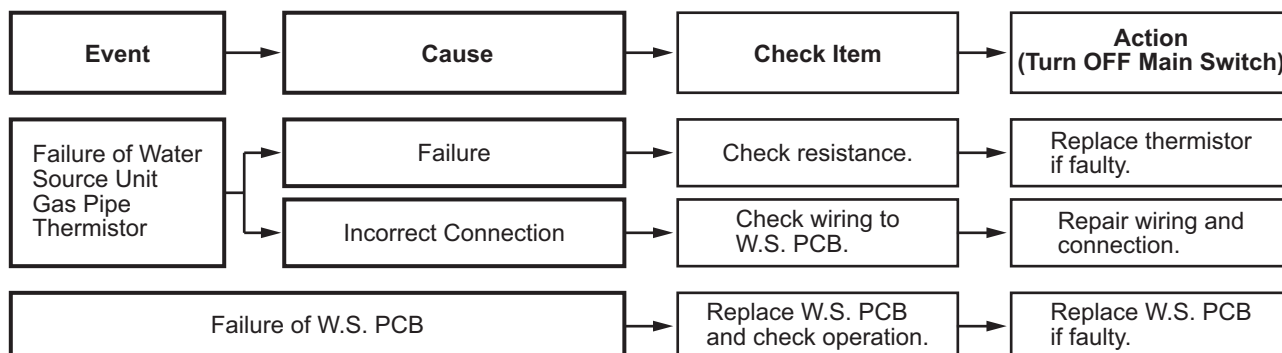 Event
Cause
Check Item
Action
(Turn OFF Main Switch)
Failure of Water
Source Unit
Gas Pipe
Thermistor
Failure
Check resistance.
Replace thermistor
if faulty.
Incorrect Connection
Check wiring to
W.S. PCB.
Repair wiring and
connection.
Failure of W.S. PCB
Replace W.S. PCB
and check operation.
Replace W.S. PCB
if faulty.